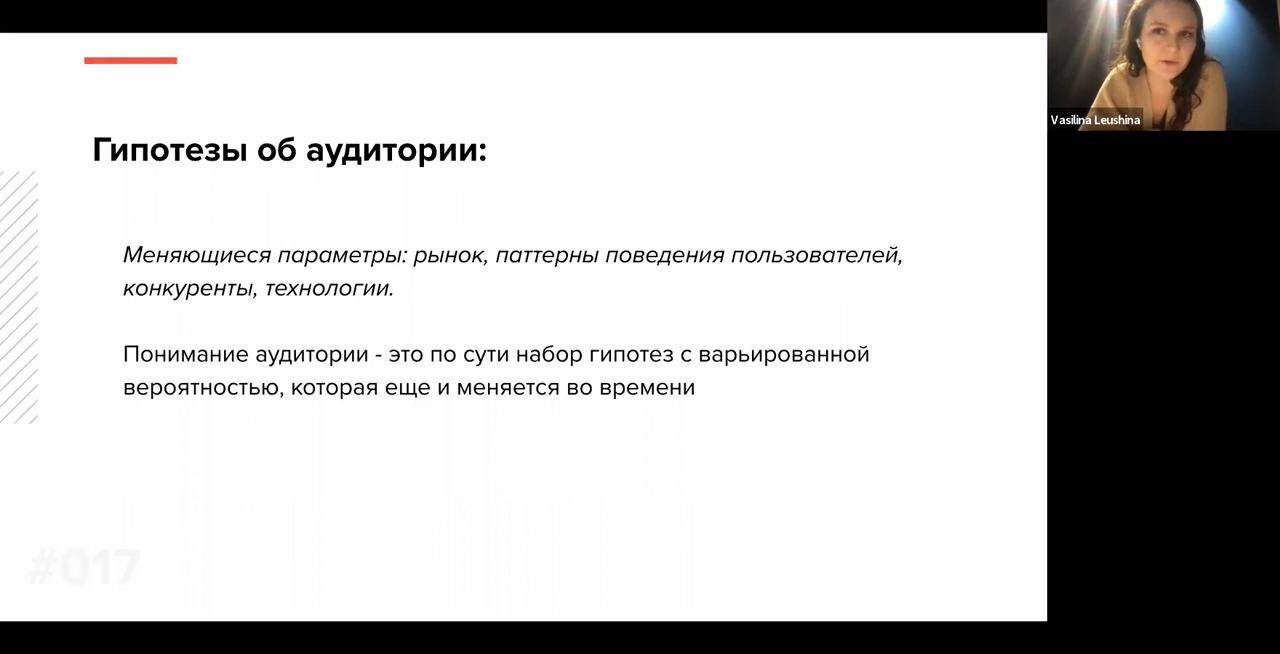 Гипотезы об аудитории:
Меняющиеся параметры: рынок, паттерны поведения пользователей,
конкуренты, технологии.
Понимание аудитории - это по сути набор гипотез с варьированной
вероятностью, которая еще и меняется во времени
#017
Vasilina Leushina